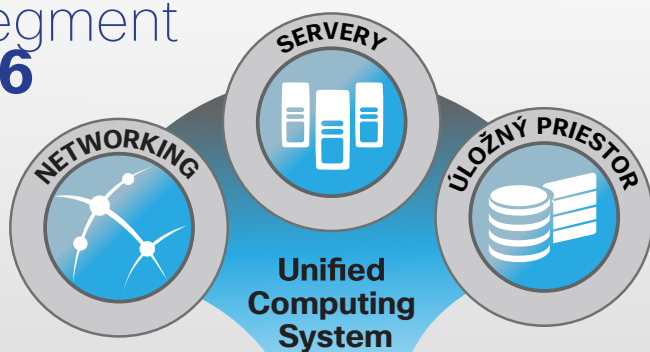 egment
6
SERVERY
NETWORKING
ÚLOŽNÝ PRIESTOR
Unified
Computing
System